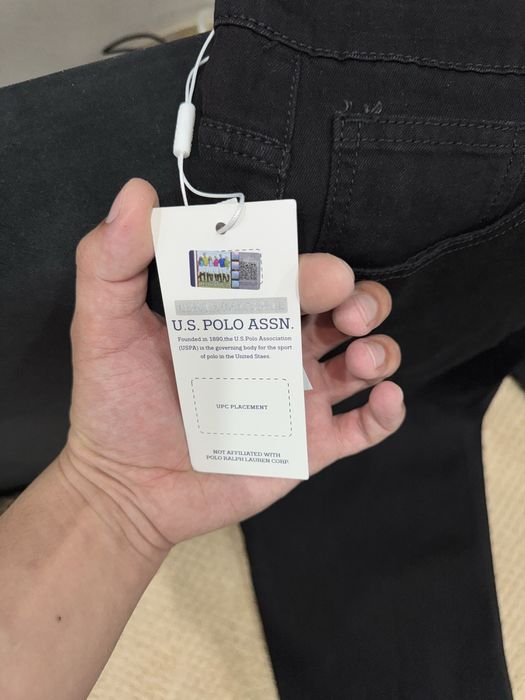 U.S. POLO ASSN.
Founded in 1890,the U.S.Polo Association
(USPA) is the governing body for the sport
of polo in the United Staes.
UPC PLACEMENT
NOT AFFILIATED WITH
POLO RALPH LAUREN CORP.